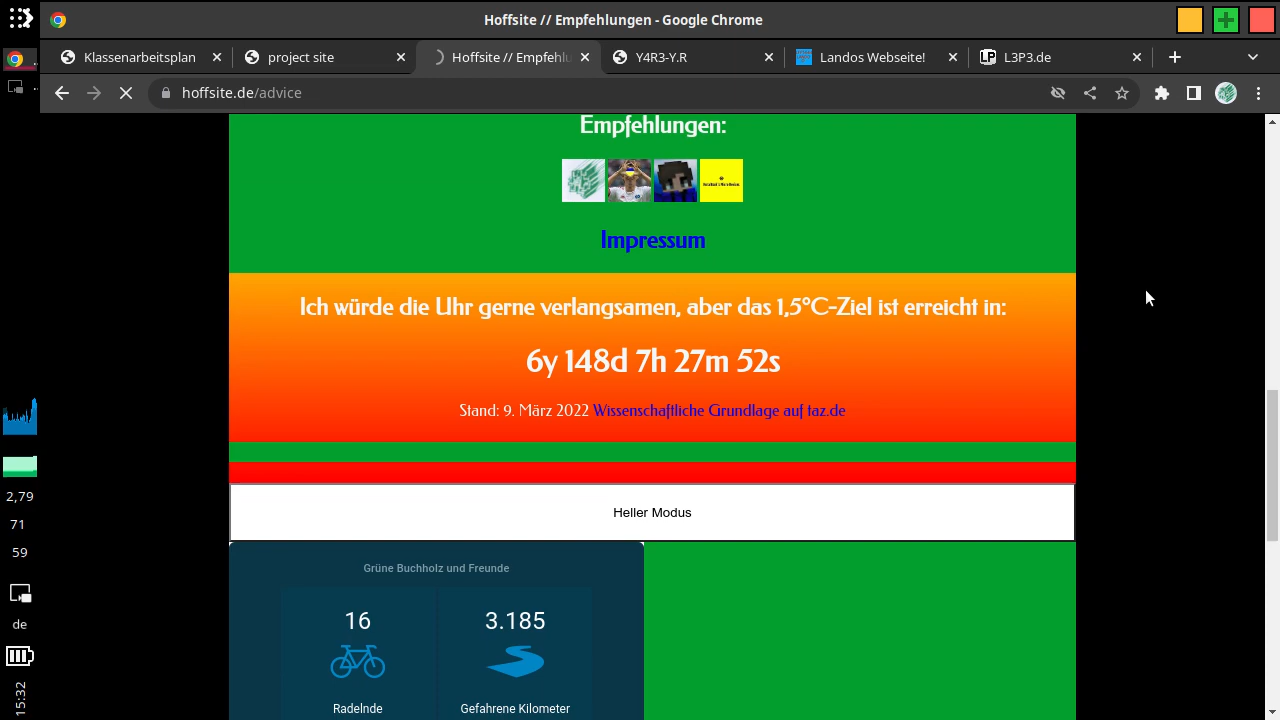 Hoffsite // Empfehlungen - Google Chrome
Klassenarbeitsplan
project site
Hoffsite // Empfehlu
Y4R3-Y.R
Landos Webseite!
L3P3.de
hoffsite.de/advice
Empfehlungen:
Impressum
Ich würde die Uhr gerne verlangsamen, aber das 1,5°C-Ziel ist erreicht in:
6y 148d 7h 27m 52s
Stand: 9. März 2022 Wissenschaftliche Grundlage auf taz.de
Heller Modus
Grüne Buchholz und Freunde
16
3.185
Radelnde
Gefahrene Kilometer
2,79
71
59
de
15:32